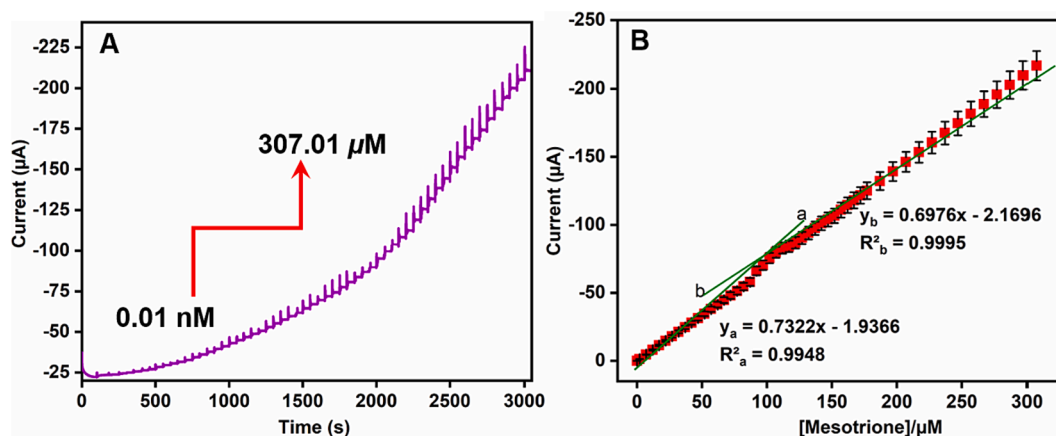 A
-225
-200
-175
-150
-125
-100
-75
-50
-25
Current (µA)
307.01 µM
0.01 nM
0 500 1000 1500 2000 2500 3000
Time (s)
B
-250
-200
-150
-100
-50
0
Current (µA)
a
b
y_b = 0.6976x - 2.1696
R²_b = 0.9995
y_a = 0.7322x - 1.9366
R²_a = 0.9948
0 50 100 150 200 250 300
[Mesotrione]/µM